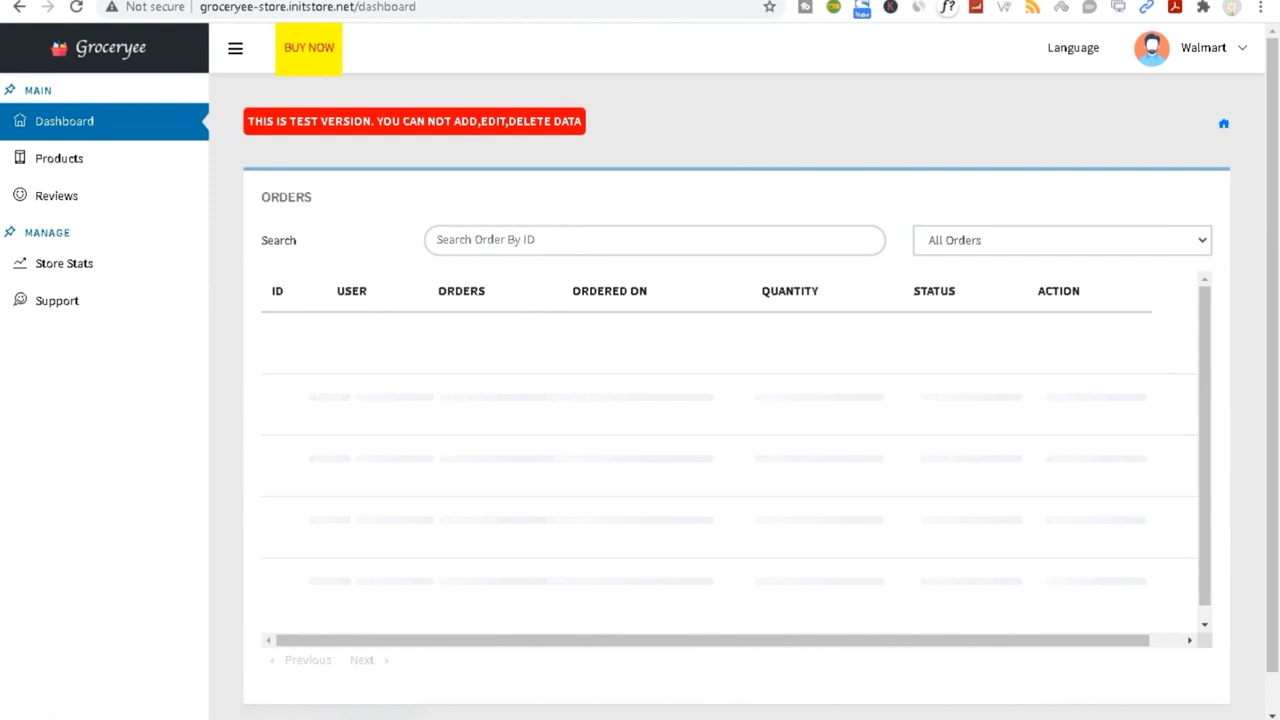 Not secure groceryee-store.initstore.net/dashboard
Groceryee
BUY NOW
Language
Walmart
MAIN
Dashboard
Products
Reviews
MANAGE
Store Stats
Support
THIS IS TEST VERSION. YOU CAN NOT ADD,EDIT,DELETE DATA
ORDERS
Search
Search Order By ID
All Orders
ID USER ORDERS ORDERED ON QUANTITY STATUS ACTION
« Previous Next »